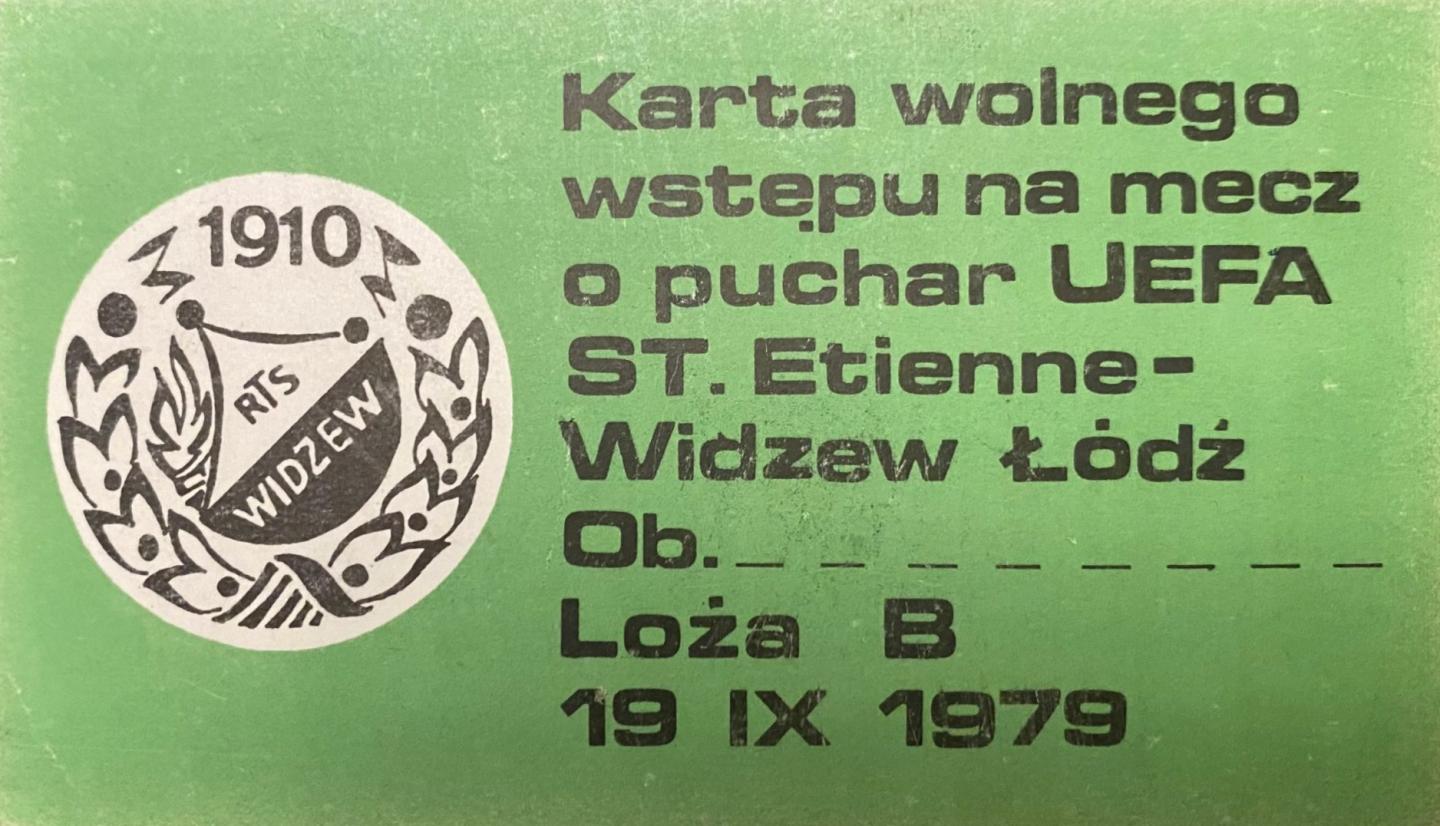 1910
RTS
WIDZEW
Karta wolnego
wstępu na mecz
o puchar UEFA
ST. Etienne-
Widzew Łódź
Ob. _ _ _ _ _ _ _ _
Loża B
19 IX 1979